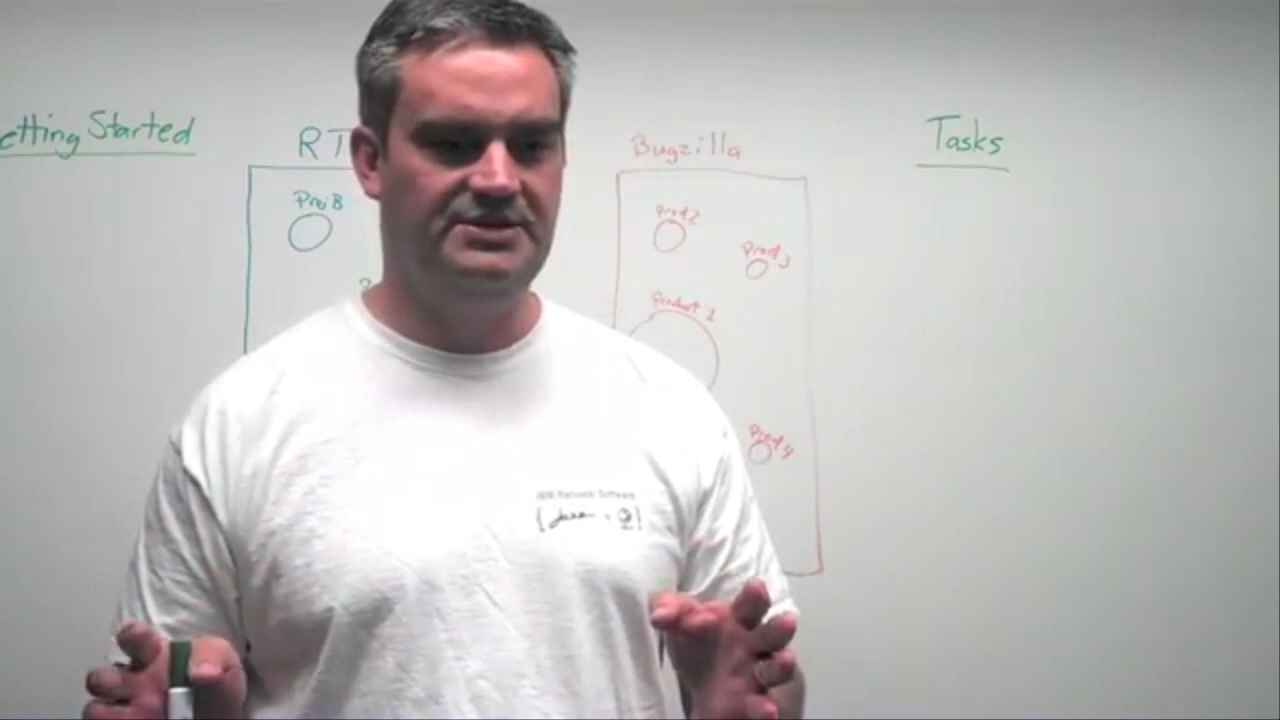 etting Started
RT
Bugzilla
Tasks
Proj B
Prod 2
Prod 3
Product 1
Prod 4
IBM Rational Software